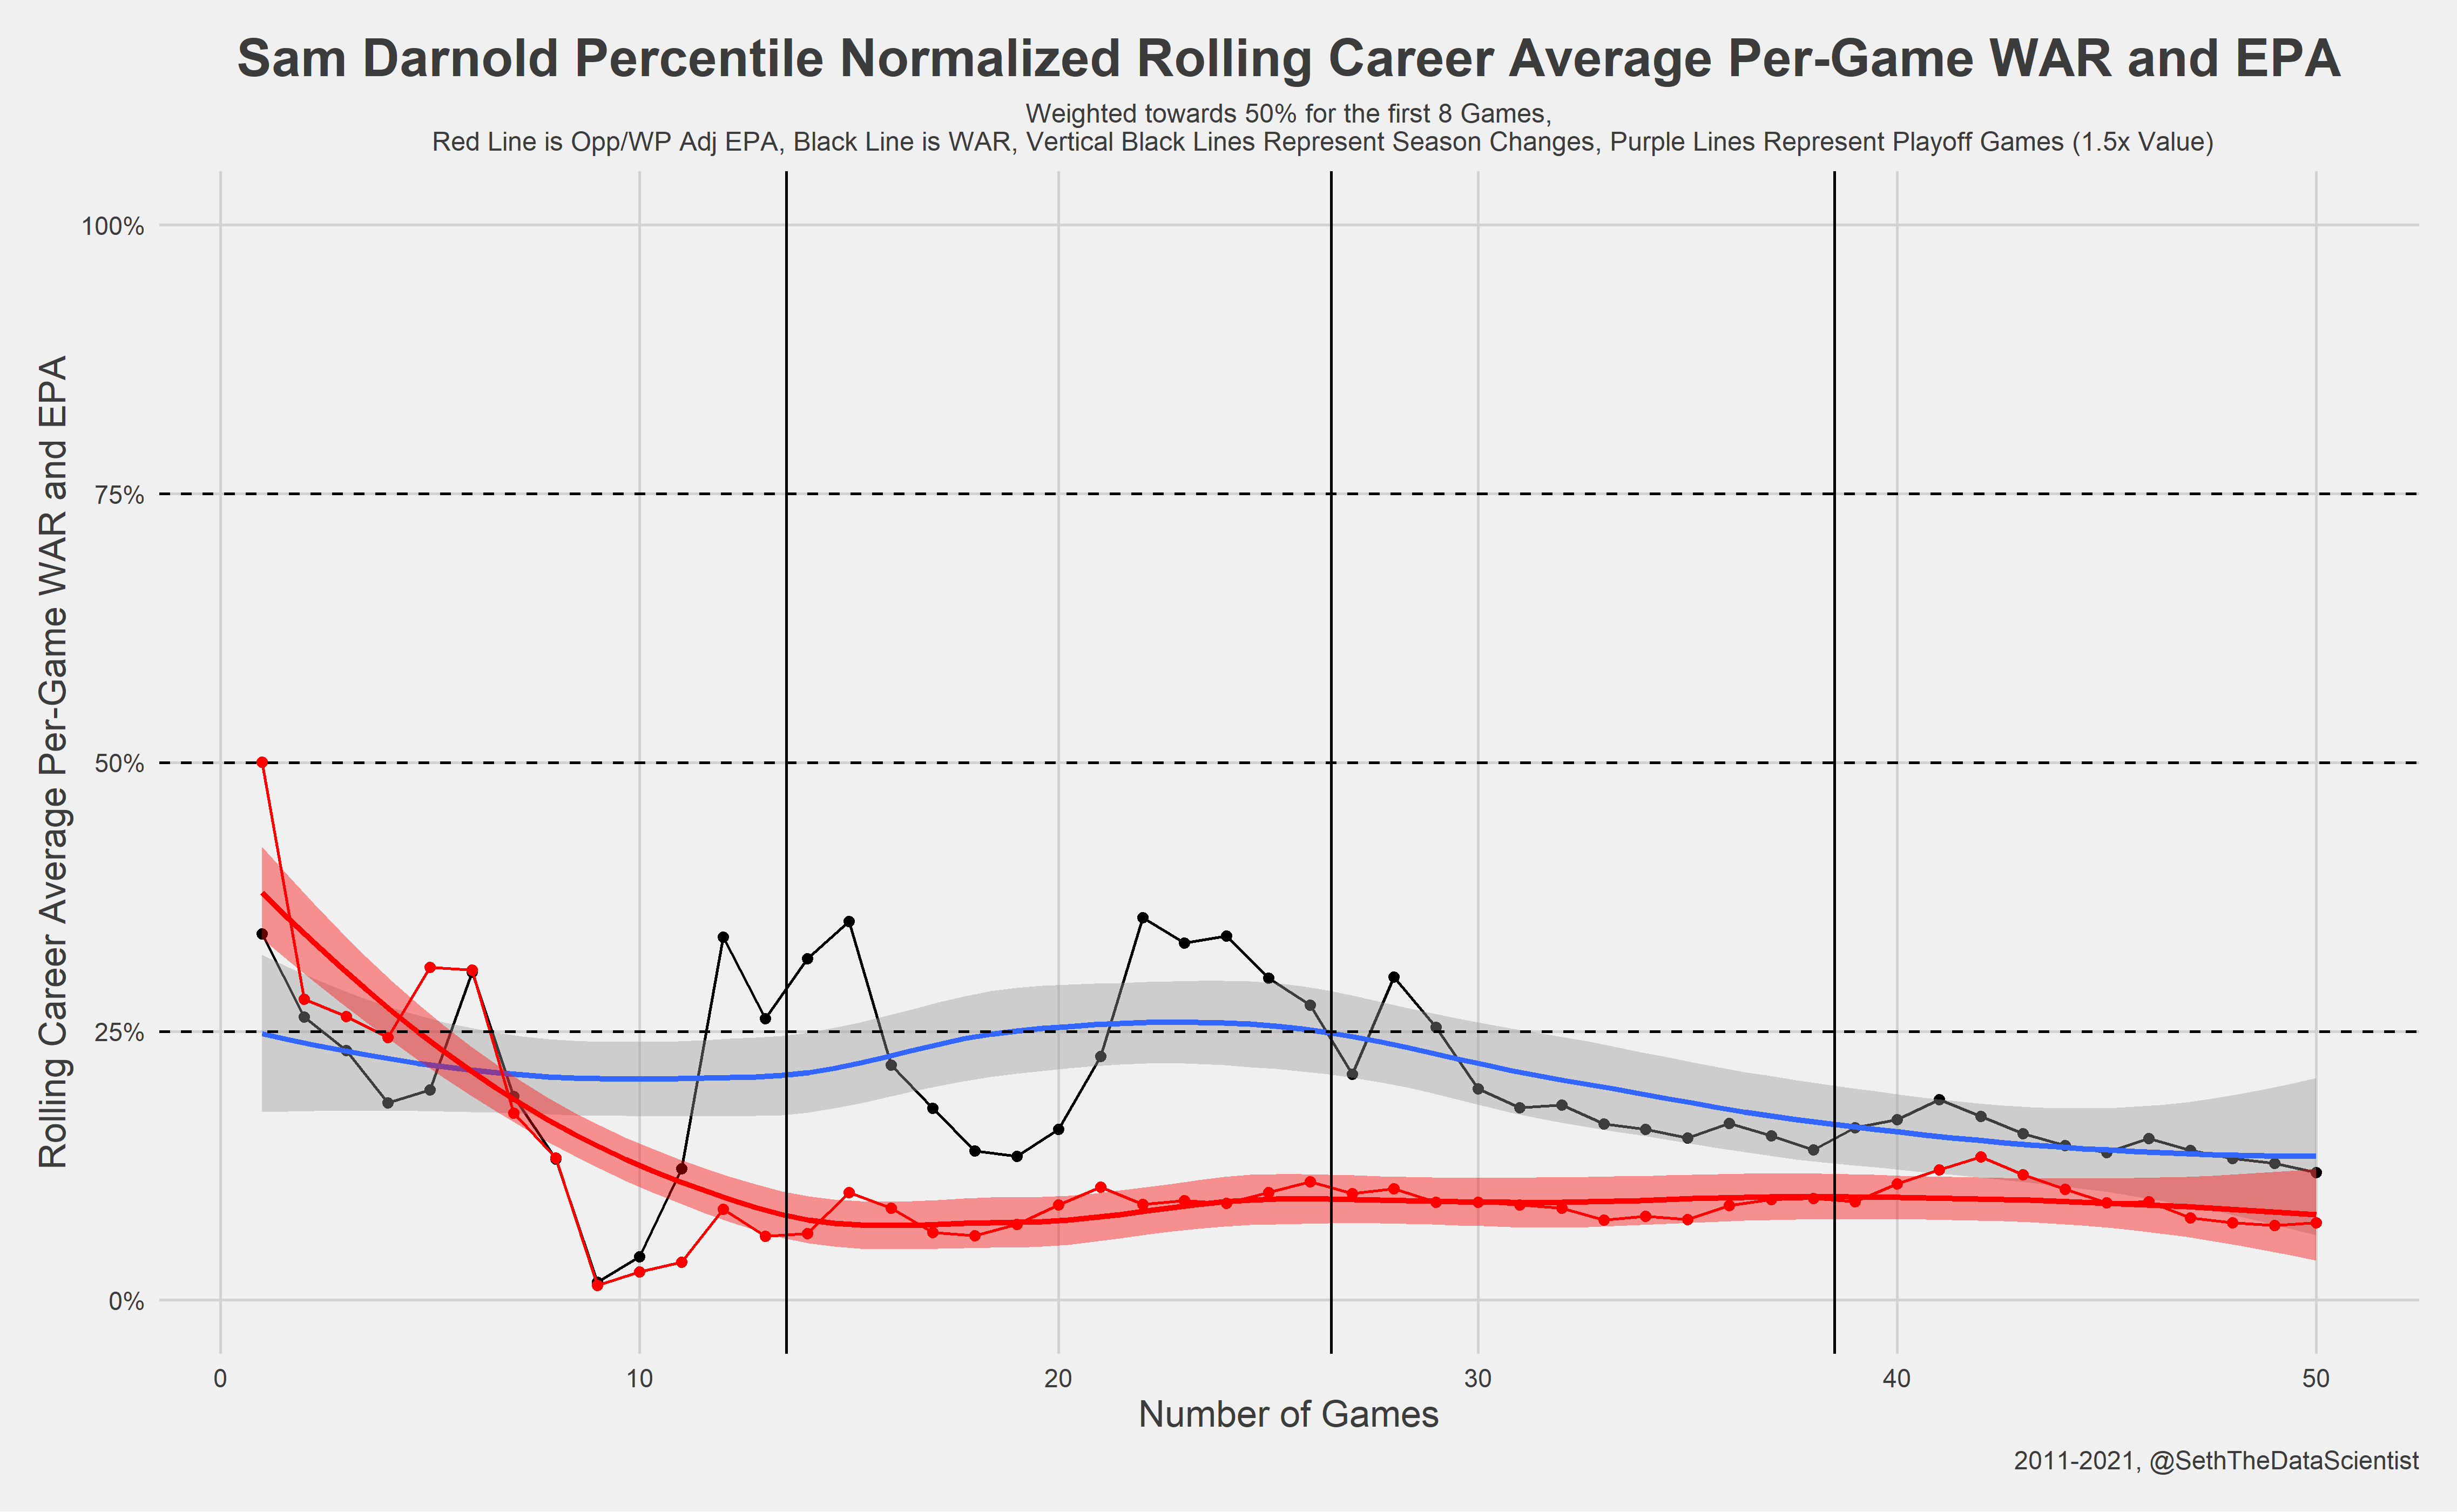 Sam Darnold Percentile Normalized Rolling Career Average Per-Game WAR and EPA
Weighted towards 50% for the first 8 Games,
Red Line is Opp/WP Adj EPA, Black Line is WAR, Vertical Black Lines Represent Season Changes, Purple Lines Represent Playoff Games (1.5x Value)
Rolling Career Average Per-Game WAR and EPA
100%
75%
50%
25%
0%
0 10 20 30 40 50
Number of Games
2011-2021, @SethTheDataScientist